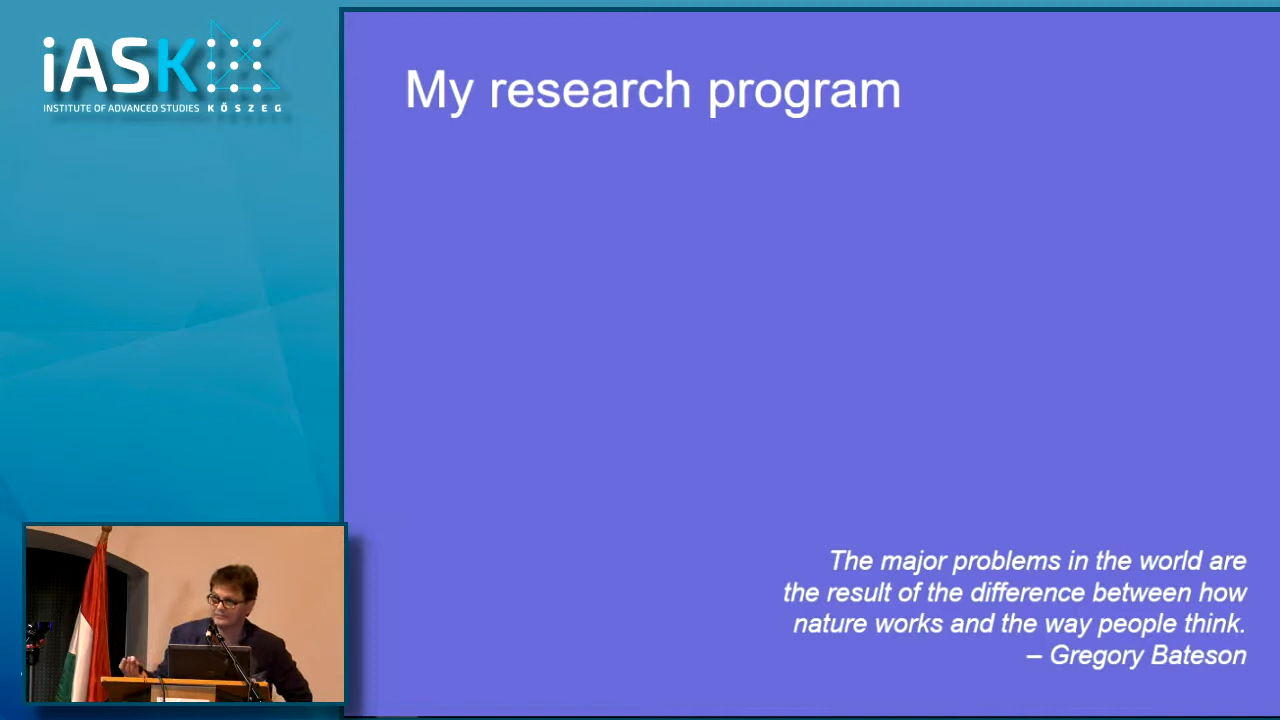 iASK
INSTITUTE OF ADVANCED STUDIES KŐSZEG
My research program
The major problems in the world are
the result of the difference between how
nature works and the way people think.
– Gregory Bateson